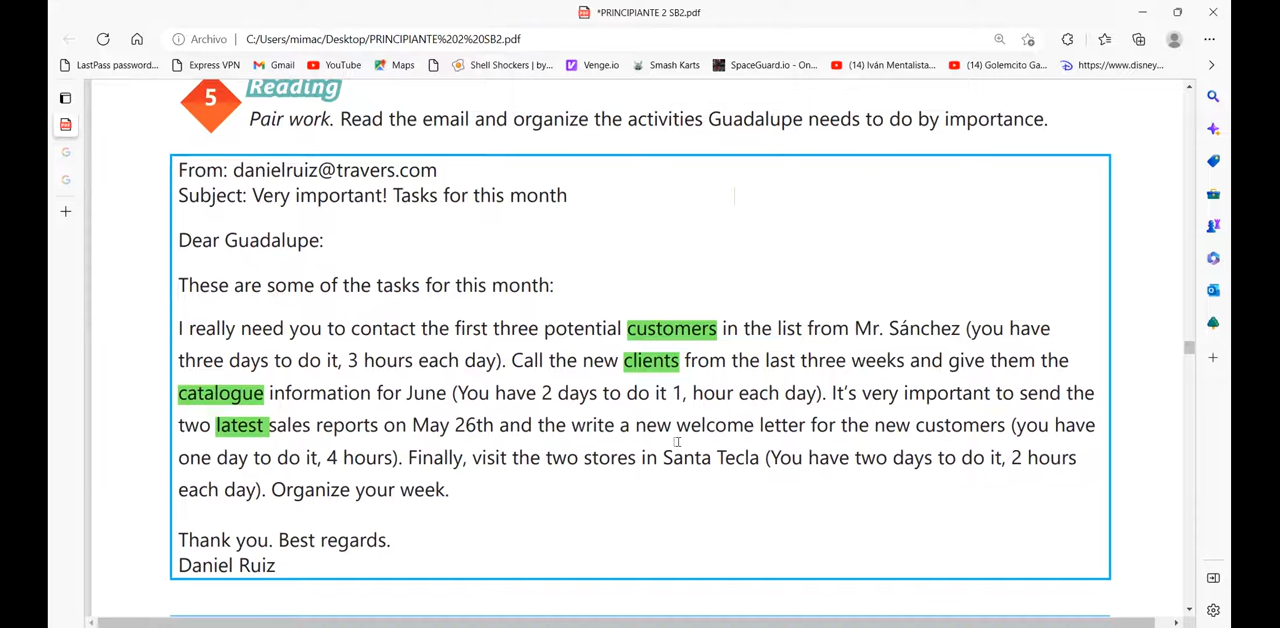 *PRINCIPIANTE 2 SB2.pdf
Archivo C:/Users/mimac/Desktop/PRINCIPIANTE%202%20SB2.pdf
LastPass password... Express VPN Gmail YouTube Maps Shell Shockers | by... Venge.io Smash Karts SpaceGuard.io - On... (14) Iván Mentalista... (14) Golemcito Ga... https://www.disney...
5 Reading
Pair work. Read the email and organize the activities Guadalupe needs to do by importance.
From: danielruiz@travers.com
Subject: Very important! Tasks for this month
Dear Guadalupe:
These are some of the tasks for this month:
I really need you to contact the first three potential customers in the list from Mr. Sánchez (you have
three days to do it, 3 hours each day). Call the new clients from the last three weeks and give them the
catalogue information for June (You have 2 days to do it 1, hour each day). It's very important to send the
two latest sales reports on May 26th and the write a new welcome letter for the new customers (you have
one day to do it, 4 hours). Finally, visit the two stores in Santa Tecla (You have two days to do it, 2 hours
each day). Organize your week.
Thank you. Best regards.
Daniel Ruiz